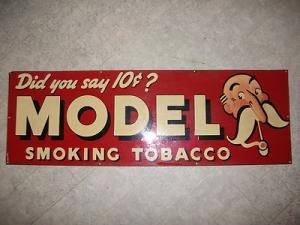 Did you say 10¢?
MODEL
SMOKING TOBACCO